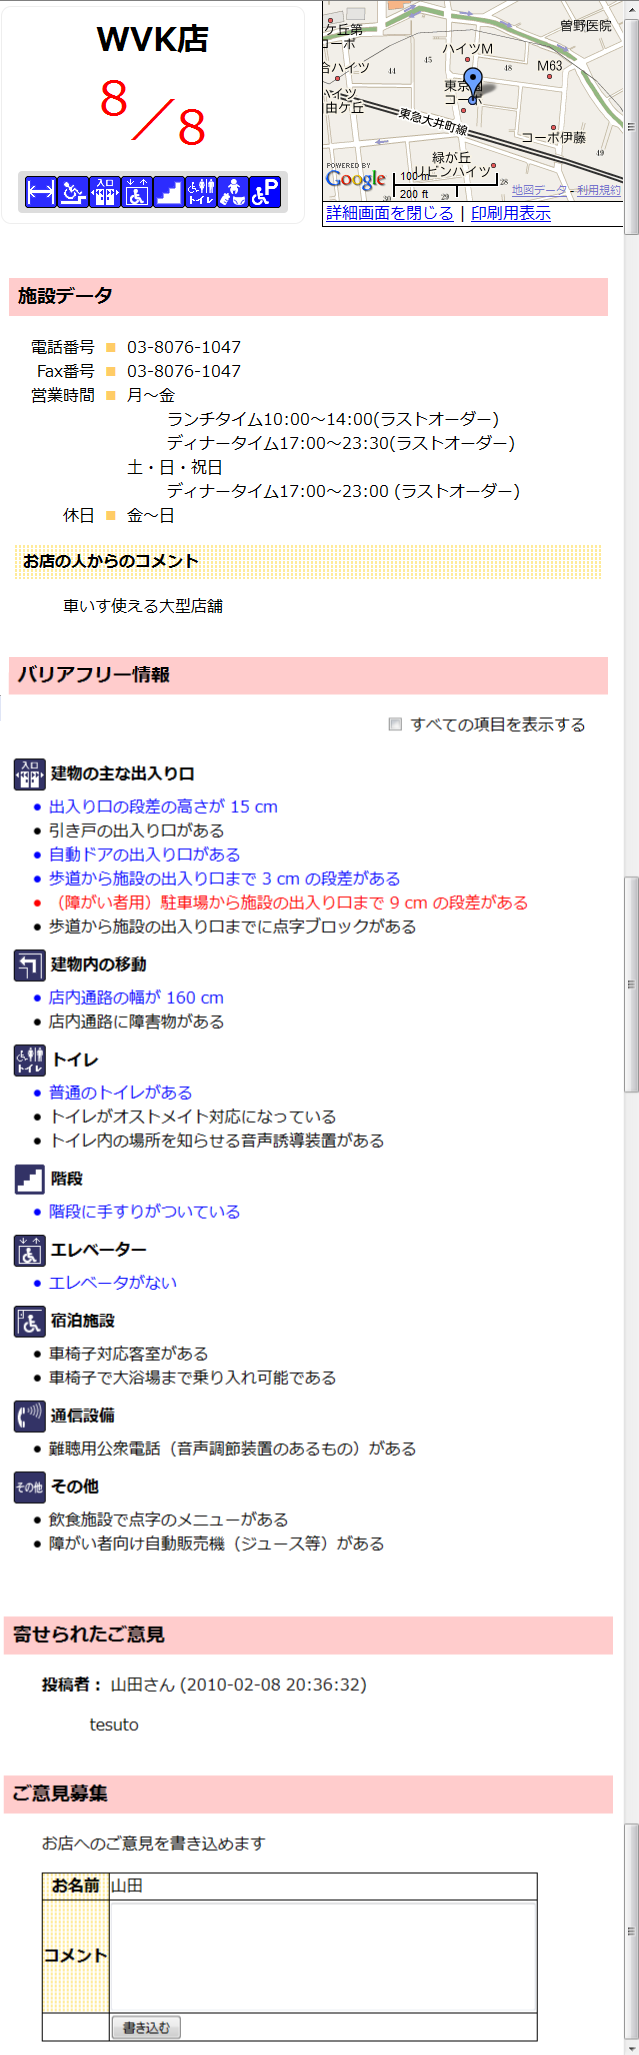 WVK店
8／8
入口
トイレ
P
ケ丘第
コーポ
合ハイツ
ハイツ
由ケ丘
44
45
ハイツM
48
M63
曽野医院
コーポ
東急大井町線
緑が丘
リビンハイツ
コーポ伊藤
49
28
29
30
POWERED BY
Google
100 m
200 ft
地図データ - 利用規約
詳細画面を閉じる | 印刷用表示
施設データ
電話番号 ■ 03-8076-1047
Fax番号 ■ 03-8076-1047
営業時間 ■ 月～金
ランチタイム10:00～14:00(ラストオーダー)
ディナータイム17:00～23:30(ラストオーダー)
土・日・祝日
ディナータイム17:00～23:00 (ラストオーダー)
休日 ■ 金～日
お店の人からのコメント
車いす使える大型店舗
バリアフリー情報
すべての項目を表示する
入口 建物の主な出入り口
• 出入り口の段差の高さが 15 cm
• 引き戸の出入り口がある
• 自動ドアの出入り口がある
• 歩道から施設の出入り口まで 3 cm の段差がある
• （障がい者用）駐車場から施設の出入り口まで 9 cm の段差がある
• 歩道から施設の出入り口までに点字ブロックがある
建物内の移動
• 店内通路の幅が 160 cm
• 店内通路に障害物がある
トイレ トイレ
• 普通のトイレがある
• トイレがオストメイト対応になっている
• トイレ内の場所を知らせる音声誘導装置がある
階段
• 階段に手すりがついている
エレベーター
• エレベータがない
宿泊施設
• 車椅子対応客室がある
• 車椅子で大浴場まで乗り入れ可能である
通信設備
• 難聴用公衆電話（音声調節装置のあるもの）がある
その他 その他
• 飲食施設で点字のメニューがある
• 障がい者向け自動販売機（ジュース等）がある
寄せられたご意見
投稿者： 山田さん (2010-02-08 20:36:32)
tesuto
ご意見募集
お店へのご意見を書き込めます
お名前 山田
コメント
書き込む